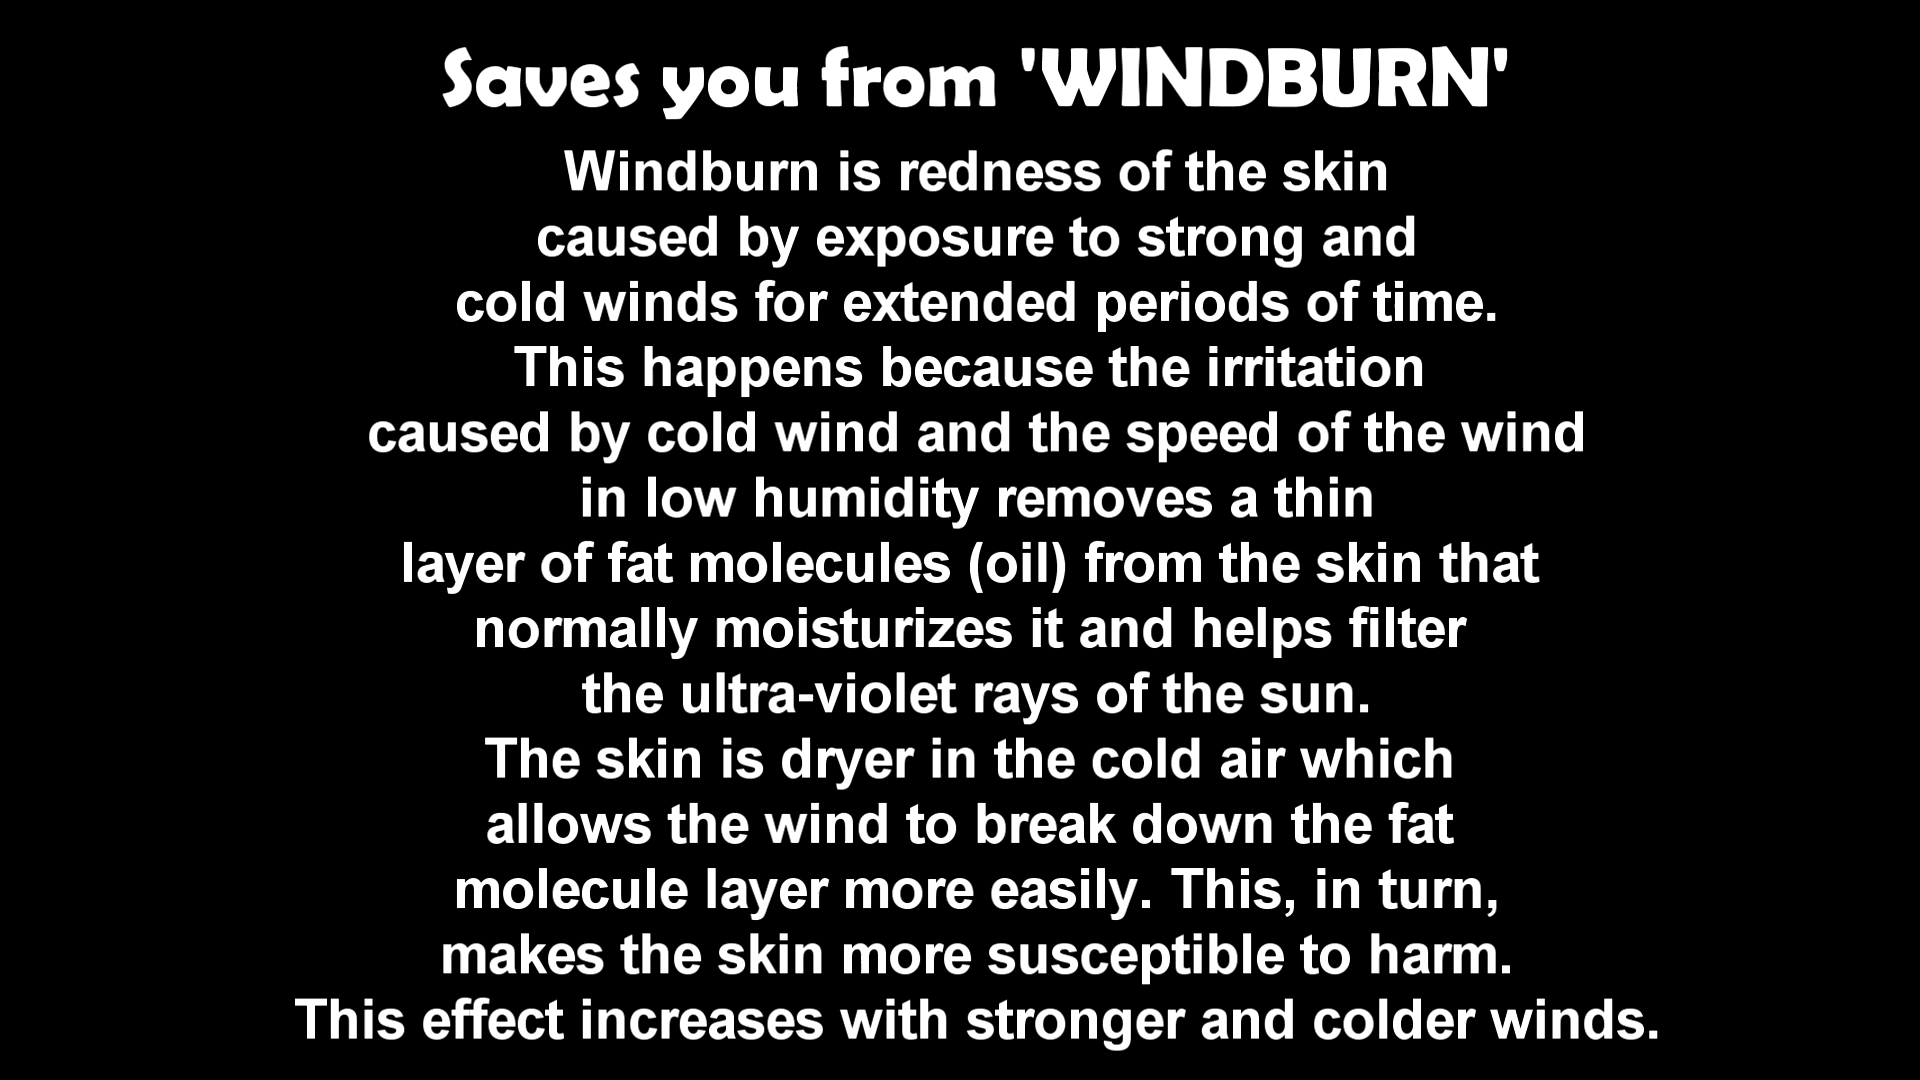 Saves you from 'WINDBURN'
Windburn is redness of the skin
caused by exposure to strong and
cold winds for extended periods of time.
This happens because the irritation
caused by cold wind and the speed of the wind
in low humidity removes a thin
layer of fat molecules (oil) from the skin that
normally moisturizes it and helps filter
the ultra-violet rays of the sun.
The skin is dryer in the cold air which
allows the wind to break down the fat
molecule layer more easily. This, in turn,
makes the skin more susceptible to harm.
This effect increases with stronger and colder winds.